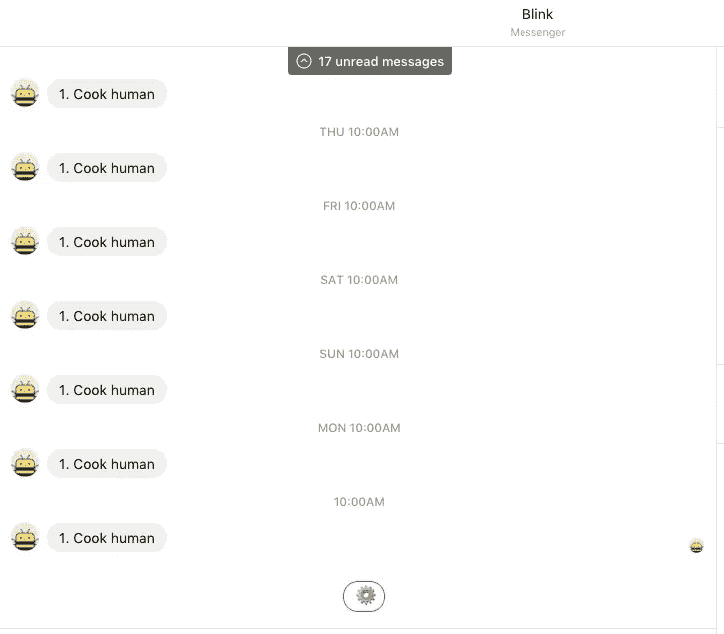 Blink
Messenger
17 unread messages
1. Cook human
THU 10:00AM
1. Cook human
FRI 10:00AM
1. Cook human
SAT 10:00AM
1. Cook human
SUN 10:00AM
1. Cook human
MON 10:00AM
1. Cook human
10:00AM
1. Cook human